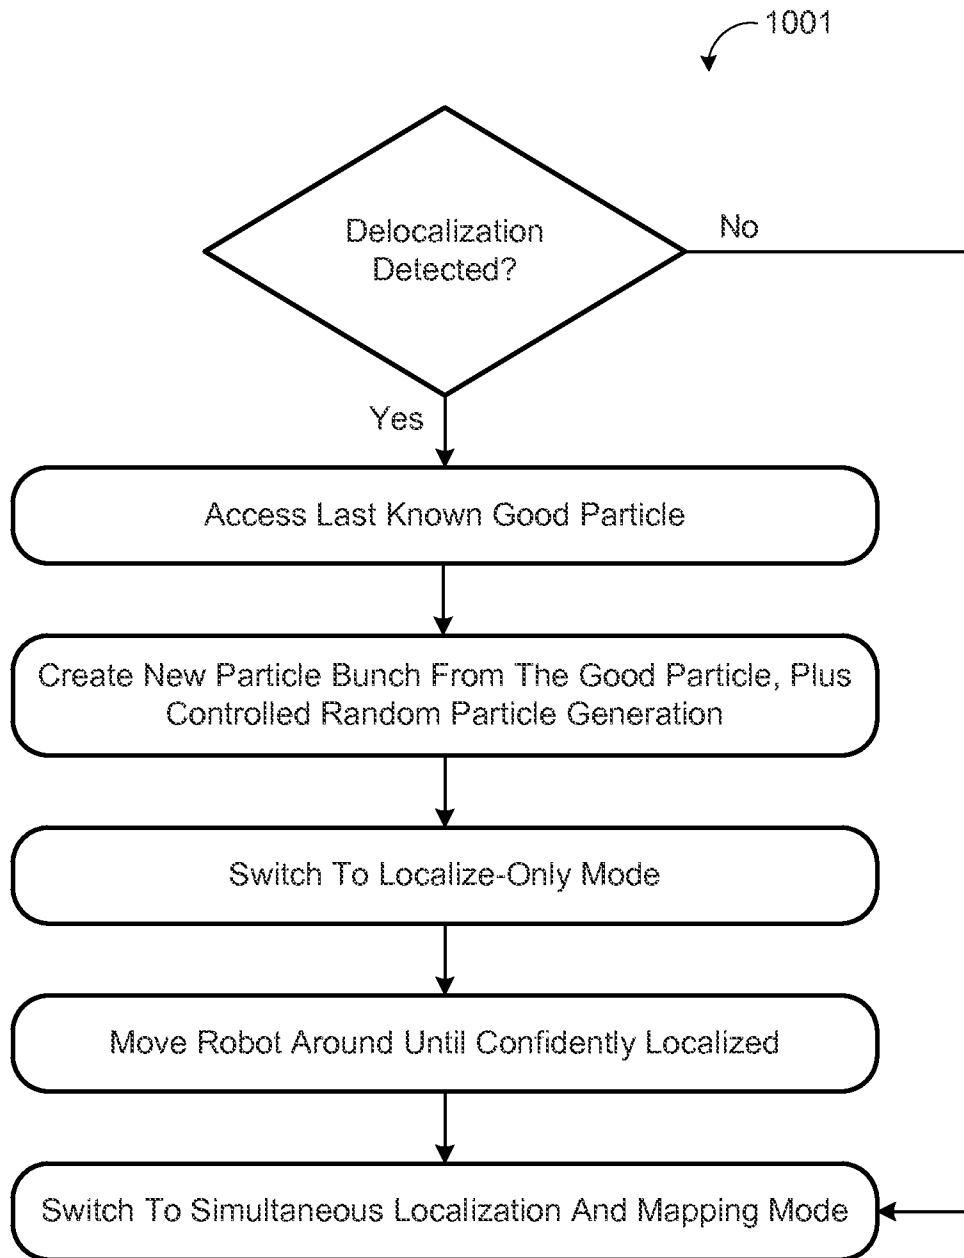 1001
Delocalization
Detected?
No
Yes
Access Last Known Good Particle
Create New Particle Bunch From The Good Particle, Plus
Controlled Random Particle Generation
Switch To Localize-Only Mode
Move Robot Around Until Confidently Localized
Switch To Simultaneous Localization And Mapping Mode